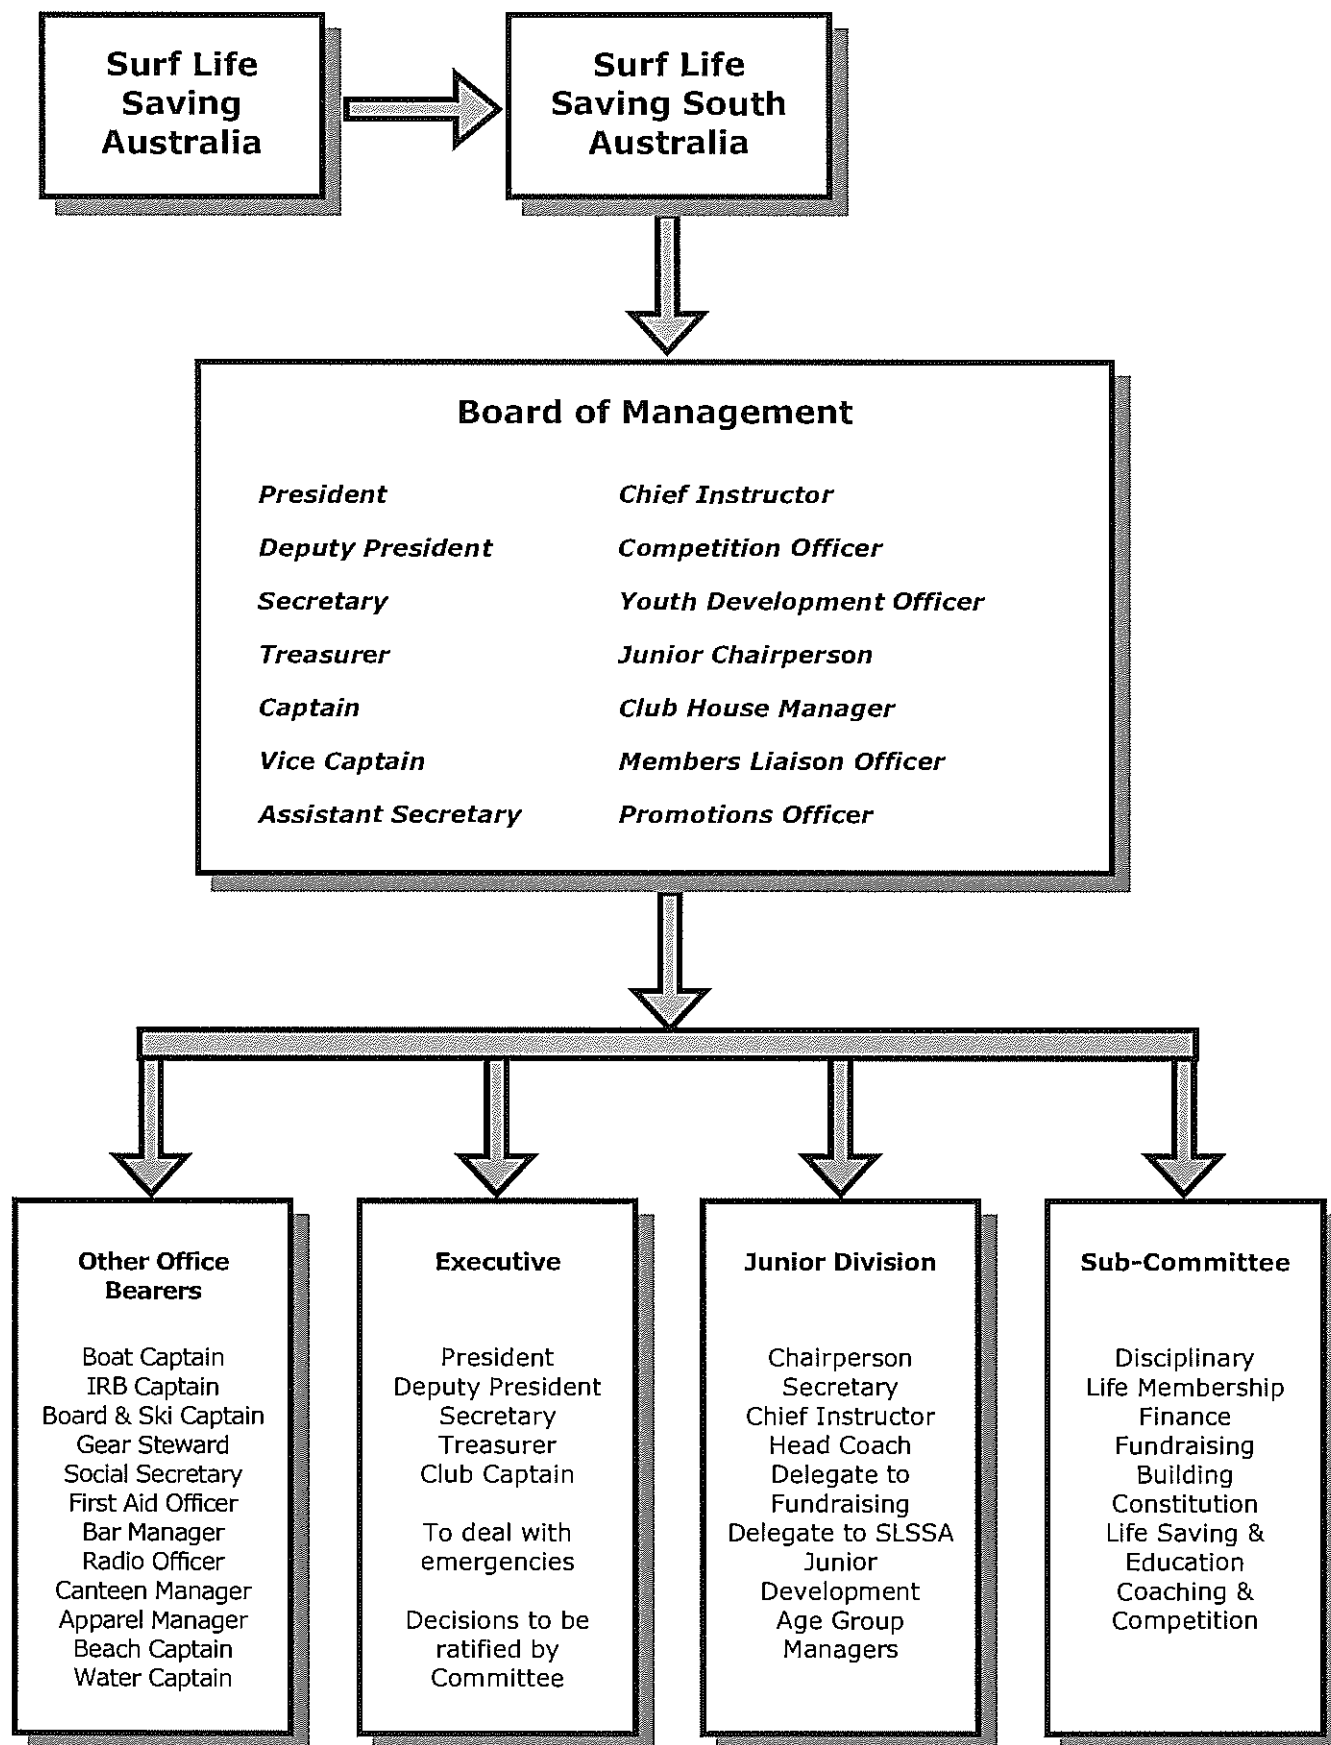 Surf Life
Saving
Australia
Surf Life
Saving South
Australia
Board of Management
President
Chief Instructor
Deputy President
Competition Officer
Secretary
Youth Development Officer
Treasurer
Junior Chairperson
Captain
Club House Manager
Vice Captain
Members Liaison Officer
Assistant Secretary
Promotions Officer
Other Office
Bearers
Boat Captain
IRB Captain
Board & Ski Captain
Gear Steward
Social Secretary
First Aid Officer
Bar Manager
Radio Officer
Canteen Manager
Apparel Manager
Beach Captain
Water Captain
Executive
President
Deputy President
Secretary
Treasurer
Club Captain
To deal with
emergencies
Decisions to be
ratified by
Committee
Junior Division
Chairperson
Secretary
Chief Instructor
Head Coach
Delegate to
Fundraising
Delegate to SLSSA
Junior
Development
Age Group
Managers
Sub-Committee
Disciplinary
Life Membership
Finance
Fundraising
Building
Constitution
Life Saving &
Education
Coaching &
Competition